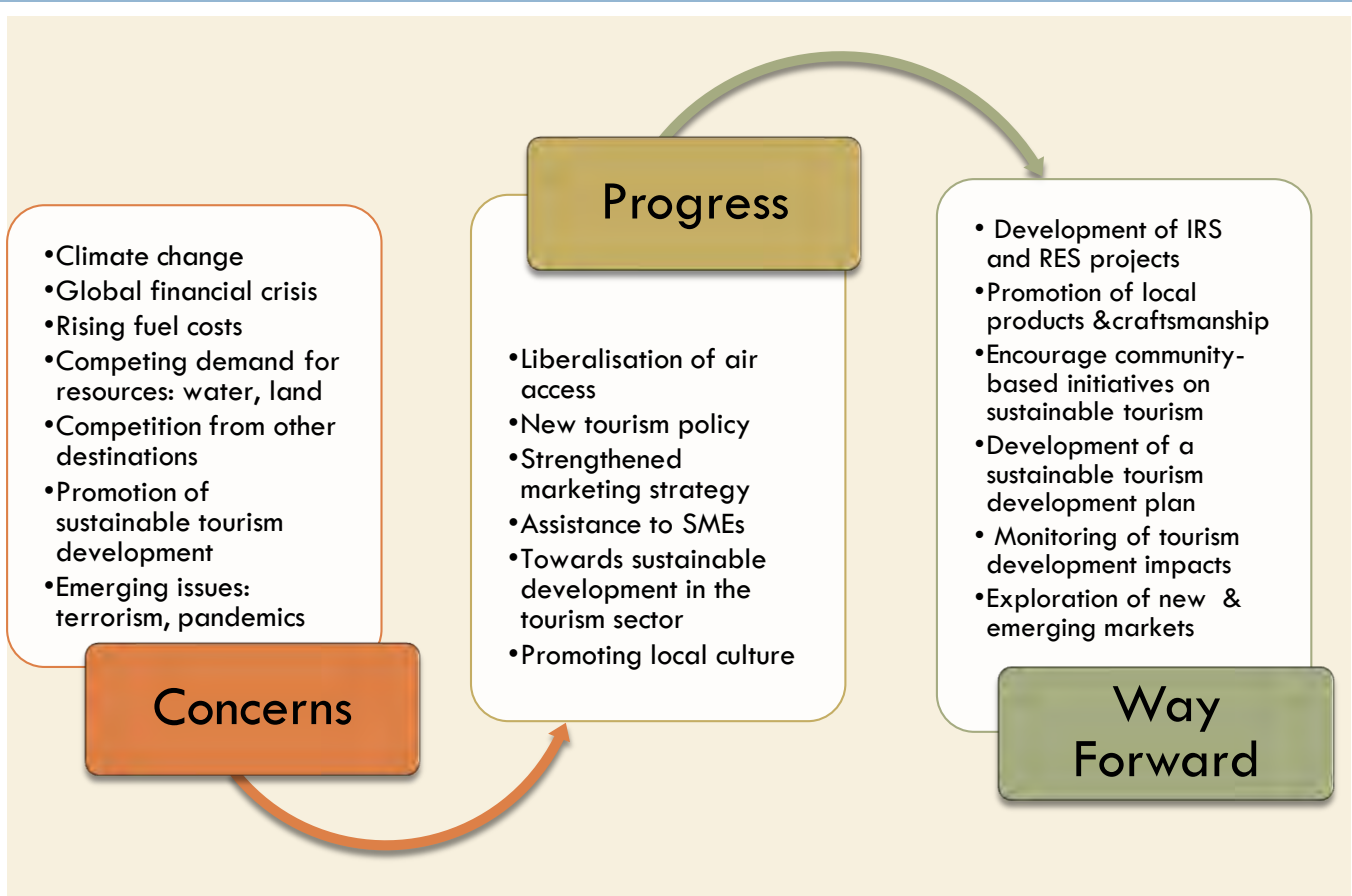 •Climate change
•Global financial crisis
•Rising fuel costs
•Competing demand for
resources: water, land
•Competition from other
destinations
•Promotion of
sustainable tourism
development
•Emerging issues:
terrorism, pandemics
Concerns
Progress
•Liberalisation of air
access
•New tourism policy
•Strengthened
marketing strategy
•Assistance to SMEs
•Towards sustainable
development in the
tourism sector
•Promoting local culture
• Development of IRS
and RES projects
•Promotion of local
products &craftsmanship
•Encourage community-
based initiatives on
sustainable tourism
•Development of a
sustainable tourism
development plan
• Monitoring of tourism
development impacts
•Exploration of new &
emerging markets
Way
Forward